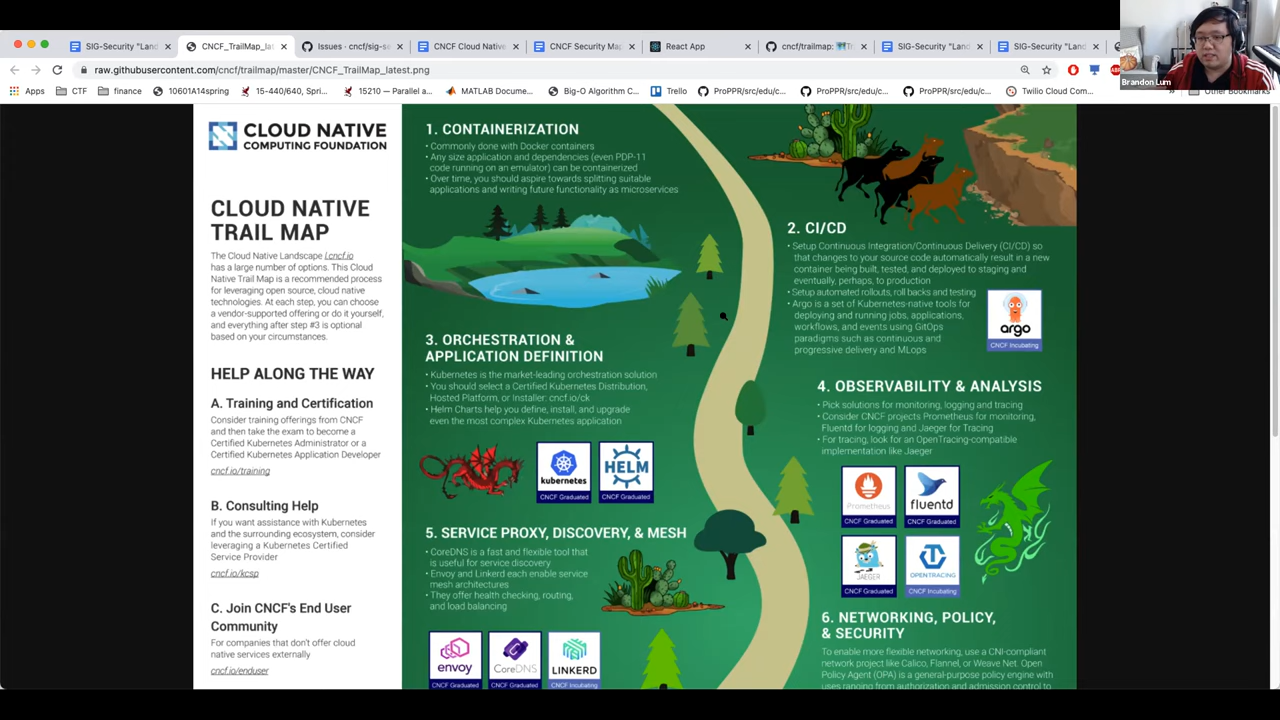 SIG-Security "Land
CNCF_TrailMap_lat
Issues · cncf/sig-se
CNCF Cloud Native
CNCF Security Map
React App
cncf/trailmap:
SIG-Security "Land
SIG-Security "Land
Brandon Lum
raw.githubusercontent.com/cncf/trailmap/master/CNCF_TrailMap_latest.png
Apps
CTF
finance
10601A14spring
15-440/640, Spri...
15210 — Parallel a...
MATLAB Docume...
Big-O Algorithm C...
Trello
ProPPR/src/edu/c...
ProPPR/src/edu/c...
ProPPR/src/edu/c...
Twilio Cloud Com...
»
Other Bookmarks
CLOUD NATIVE
COMPUTING FOUNDATION
CLOUD NATIVE
TRAIL MAP
The Cloud Native Landscape l.cncf.io
has a large number of options. This Cloud
Native Trail Map is a recommended process
for leveraging open source, cloud native
technologies. At each step, you can choose
a vendor-supported offering or do it yourself,
and everything after step #3 is optional
based on your circumstances.
HELP ALONG THE WAY
A. Training and Certification
Consider training offerings from CNCF
and then take the exam to become a
Certified Kubernetes Administrator or a
Certified Kubernetes Application Developer
cncf.io/training
B. Consulting Help
If you want assistance with Kubernetes
and the surrounding ecosystem, consider
leveraging a Kubernetes Certified
Service Provider
cncf.io/kcsp
C. Join CNCF's End User
Community
For companies that don't offer cloud
native services externally
cncf.io/enduser
1. CONTAINERIZATION
• Commonly done with Docker containers
• Any size application and dependencies (even PDP-11
code running on an emulator) can be containerized
• Over time, you should aspire towards splitting suitable
applications and writing future functionality as microservices
2. CI/CD
• Setup Continuous Integration/Continuous Delivery (CI/CD) so
that changes to your source code automatically result in a new
container being built, tested, and deployed to staging and
eventually, perhaps, to production
• Setup automated rollouts, roll backs and testing
• Argo is a set of Kubernetes-native tools for
deploying and running jobs, applications,
workflows, and events using GitOps
paradigms such as continuous and
progressive delivery and MLops
argo
CNCF Incubating
3. ORCHESTRATION &
APPLICATION DEFINITION
• Kubernetes is the market-leading orchestration solution
• You should select a Certified Kubernetes Distribution,
Hosted Platform, or Installer: cncf.io/ck
• Helm Charts help you define, install, and upgrade
even the most complex Kubernetes application
kubernetes
CNCF Graduated
HELM
CNCF Graduated
4. OBSERVABILITY & ANALYSIS
• Pick solutions for monitoring, logging and tracing
• Consider CNCF projects Prometheus for monitoring,
Fluentd for logging and Jaeger for Tracing
• For tracing, look for an OpenTracing-compatible
implementation like Jaeger
Prometheus
CNCF Graduated
fluentd
CNCF Graduated
JAEGER
CNCF Graduated
OPENTRACING
CNCF Incubating
5. SERVICE PROXY, DISCOVERY, & MESH
• CoreDNS is a fast and flexible tool that
is useful for service discovery
• Envoy and Linkerd each enable service
mesh architectures
• They offer health checking, routing,
and load balancing
envoy
CNCF Graduated
CoreDNS
CNCF Graduated
LINKERD
CNCF Incubating
6. NETWORKING, POLICY,
& SECURITY
To enable more flexible networking, use a CNI-compliant
network project like Calico, Flannel, or Weave Net. Open
Policy Agent (OPA) is a general-purpose policy engine with
uses ranging from authorization and admission control to